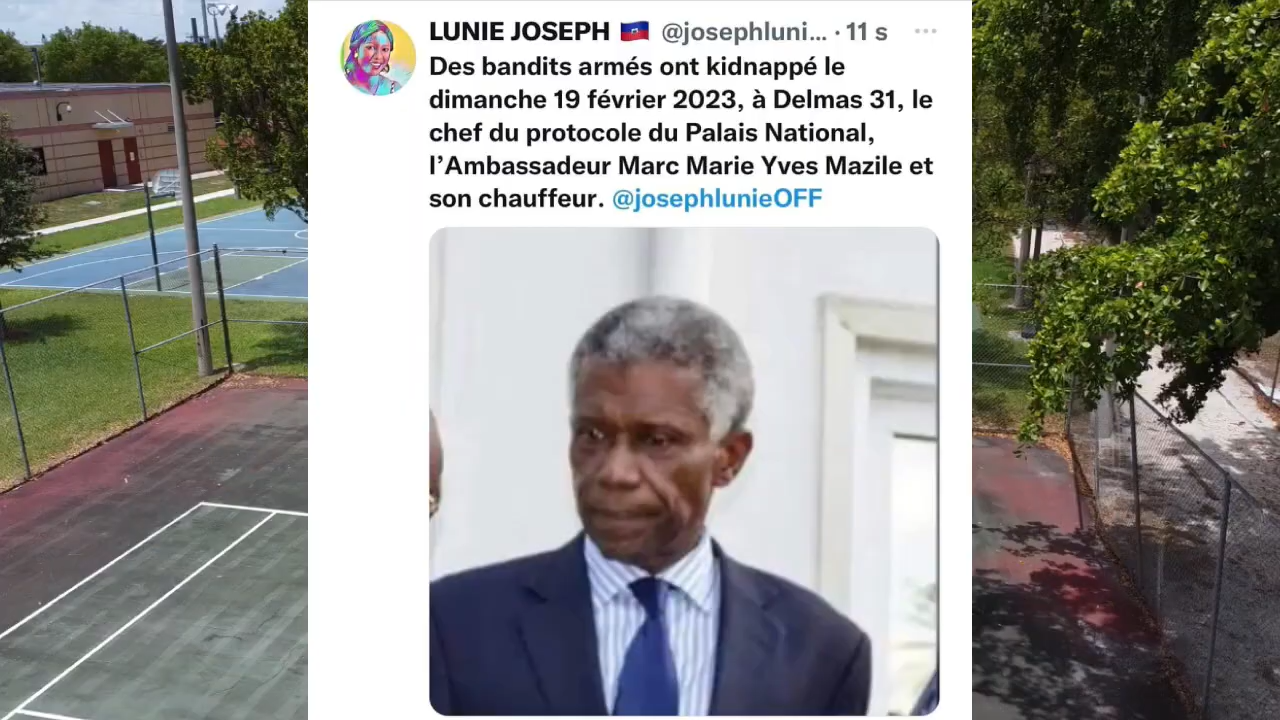 LUNIE JOSEPH 🇭🇹 @josephluni... · 11 s
Des bandits armés ont kidnappé le
dimanche 19 février 2023, à Delmas 31, le
chef du protocole du Palais National,
l’Ambassadeur Marc Marie Yves Mazile et
son chauffeur. @josephlunieOFF